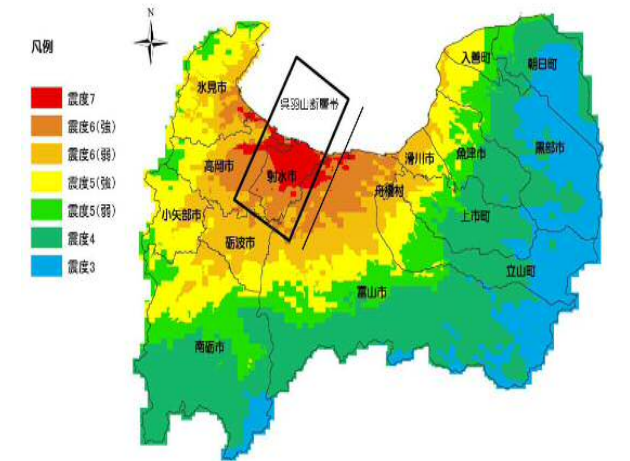 N
凡例
震度7
震度6(強)
震度6(弱)
震度5(強)
震度5(弱)
震度4
震度3
入善町
朝日町
氷見市
呉羽山断層帯
黒部市
滑川市
魚津市
高岡市
射水市
舟橋村
小矢部市
上市町
砺波市
立山町
富山市
南砺市